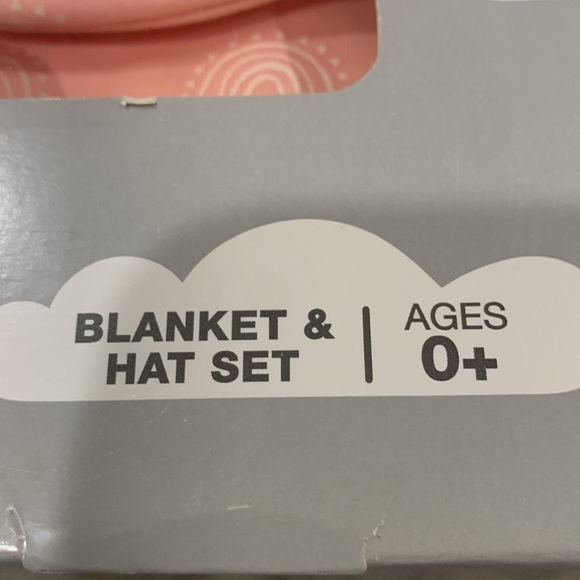 BLANKET &
HAT SET
AGES
0+